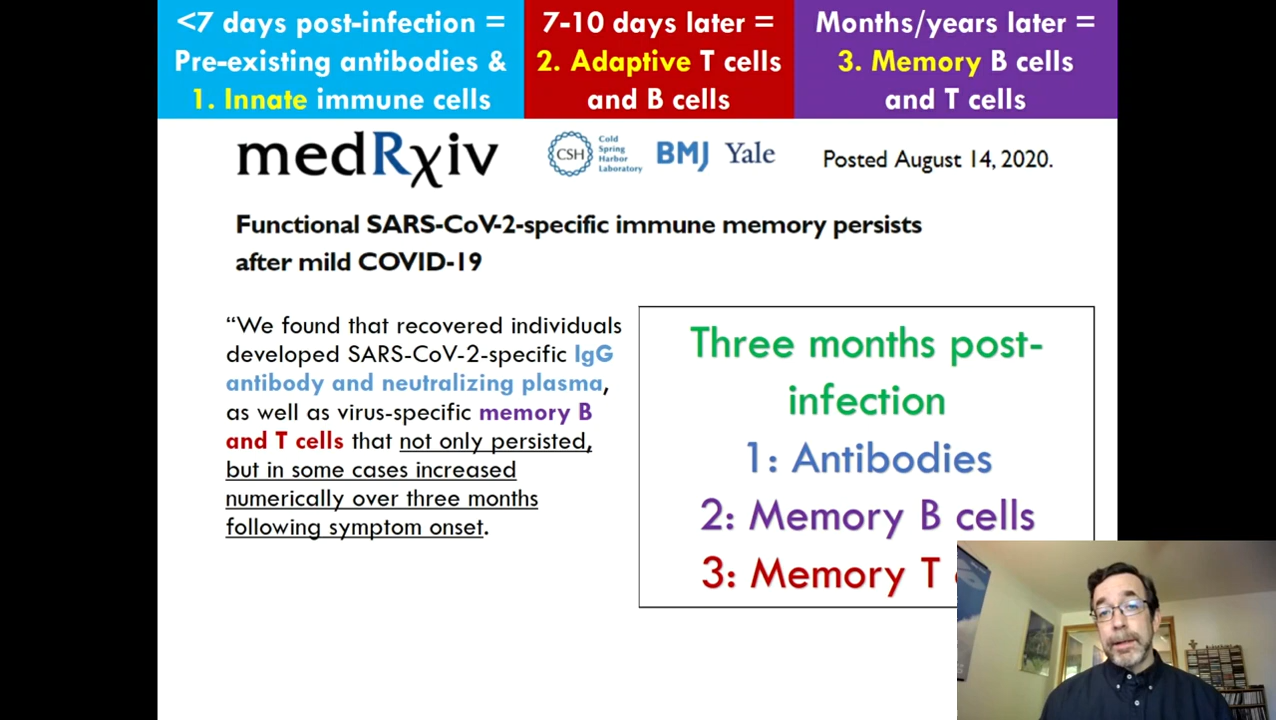 <7 days post-infection =
Pre-existing antibodies &
1. Innate immune cells
7-10 days later =
2. Adaptive T cells
and B cells
Months/years later =
3. Memory B cells
and T cells
medRχiv
CSH Cold
Spring
Harbor
Laboratory
BMJ Yale
Posted August 14, 2020.
Functional SARS-CoV-2-specific immune memory persists
after mild COVID-19
“We found that recovered individuals
developed SARS-CoV-2-specific IgG
antibody and neutralizing plasma,
as well as virus-specific memory B
and T cells that not only persisted,
but in some cases increased
numerically over three months
following symptom onset.
Three months post-
infection
1: Antibodies
2: Memory B cells
3: Memory T